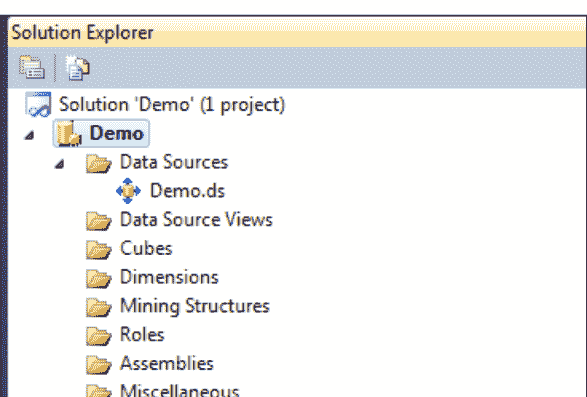 Solution Explorer
Solution 'Demo' (1 project)
Demo
Data Sources
Demo.ds
Data Source Views
Cubes
Dimensions
Mining Structures
Roles
Assemblies
Miscellaneous